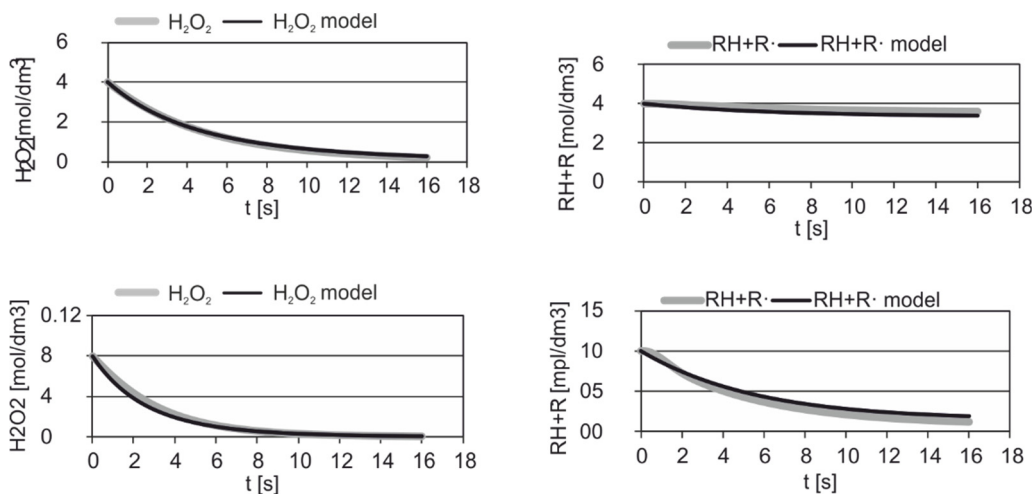 H₂O₂ H₂O₂ model
H₂O₂[mol/dm³]
6
4
2
0
0 2 4 6 8 10 12 14 16 18
t [s]
RH+R· RH+R· model
RH+R [mol/dm3]
6
4
2
0
0 2 4 6 8 10 12 14 16 18
t [s]
H₂O₂ H₂O₂ model
H2O2 [mol/dm3]
0.12
8
4
0
0 2 4 6 8 10 12 14 16 18
t [s]
RH+R· RH+R· model
RH+R [mpl/dm3]
15
10
05
00
0 2 4 6 8 10 12 14 16 18
t [s]